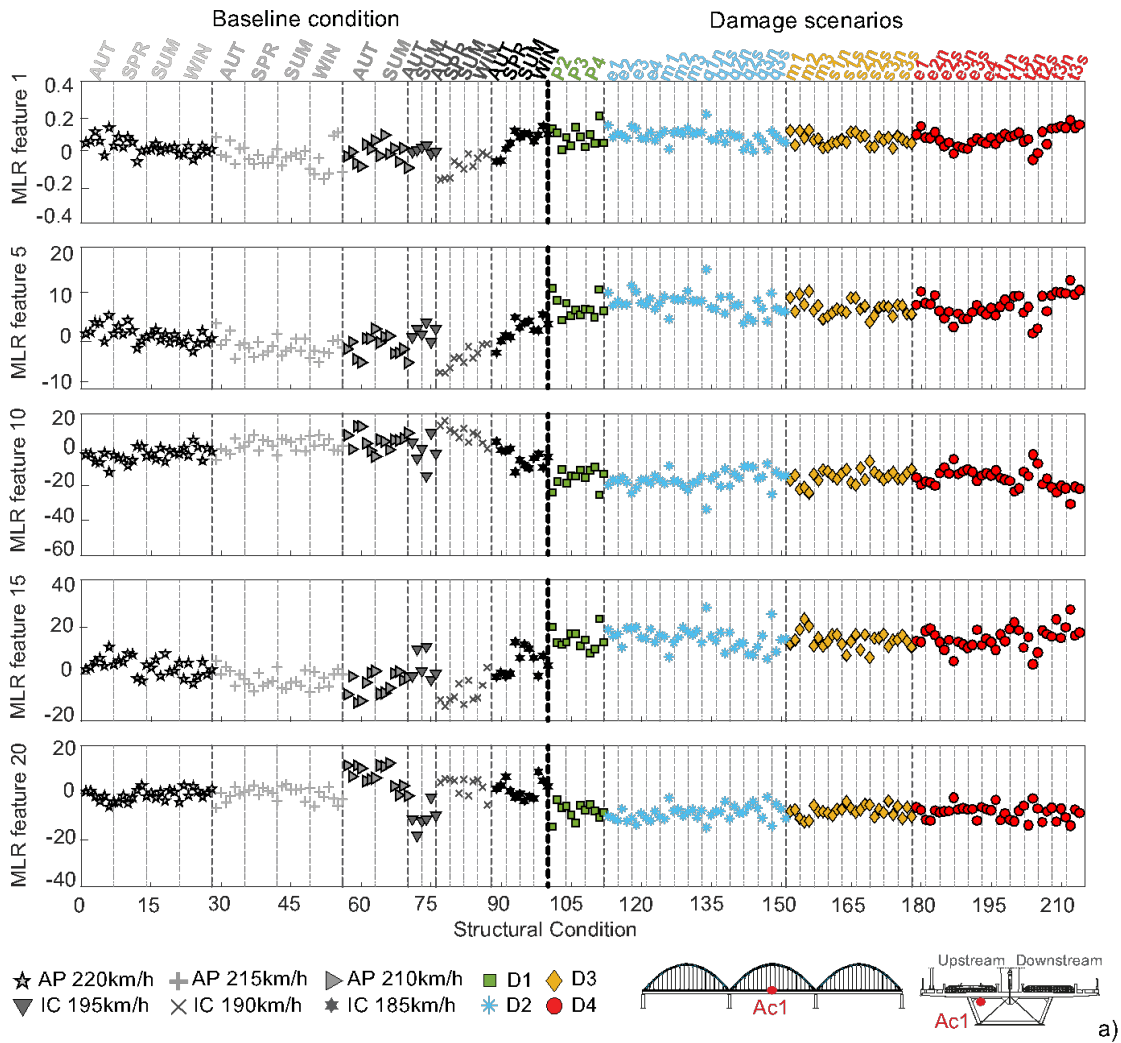 Baseline condition Damage scenarios
AUT SPR SUM WIN AUT SPR SUM WIN AUT SUM AUT SUM AUT SPR SUM WIN AUT SPR SUM WIN P2 P3 P4
MLR feature 1
0.4
0.2
0
-0.2
-0.4
MLR feature 5
20
10
0
-10
MLR feature 10
20
0
-20
-40
-60
MLR feature 15
40
20
0
-20
MLR feature 20
20
0
-20
-40
0 15 30 45 60 75 90 105 120 135 150 165 180 195 210
Structural Condition
AP 220km/h AP 215km/h AP 210km/h D1 D3
IC 195km/h IC 190km/h IC 185km/h D2 D4
Upstream Downstream
Ac1
Ac1
a)